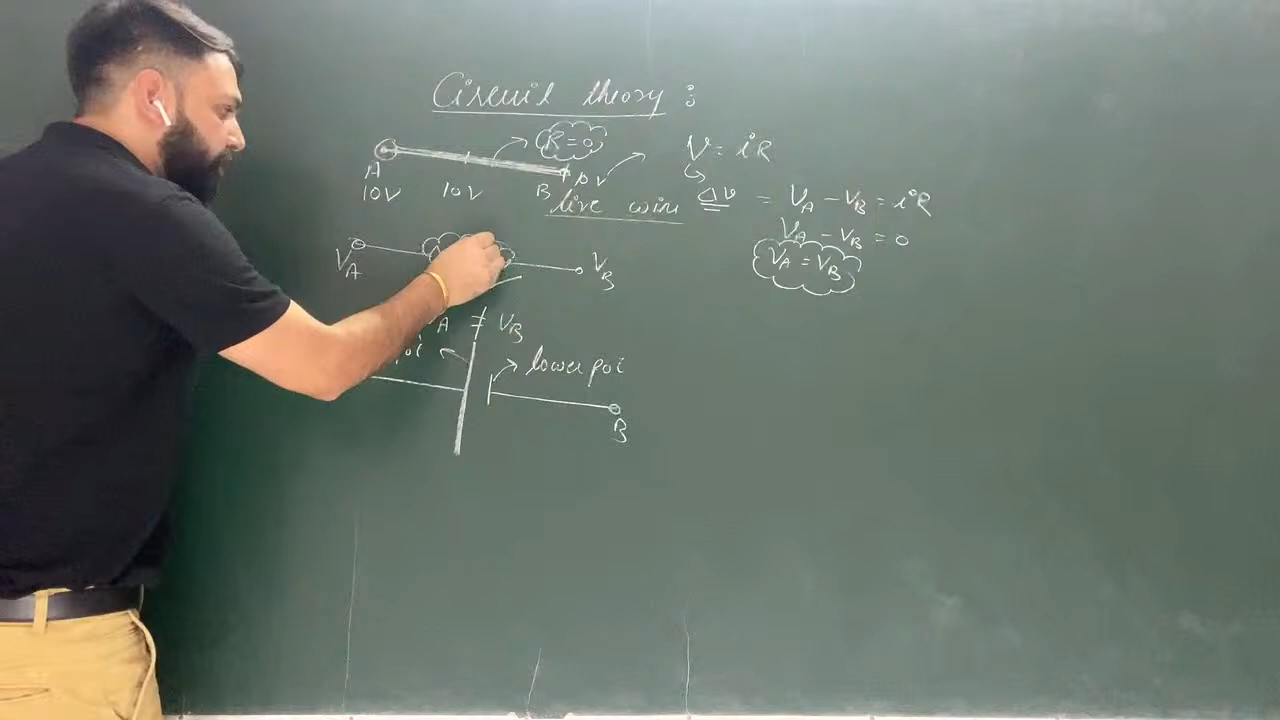 Circuit theory :
R = 0
V = iR
A
B
10V
10V
10V
live wire
ΔV = VA - VB = iR
VA - VB = 0
VA = VB
VA
VB
A ≠ VB
lower pot
B